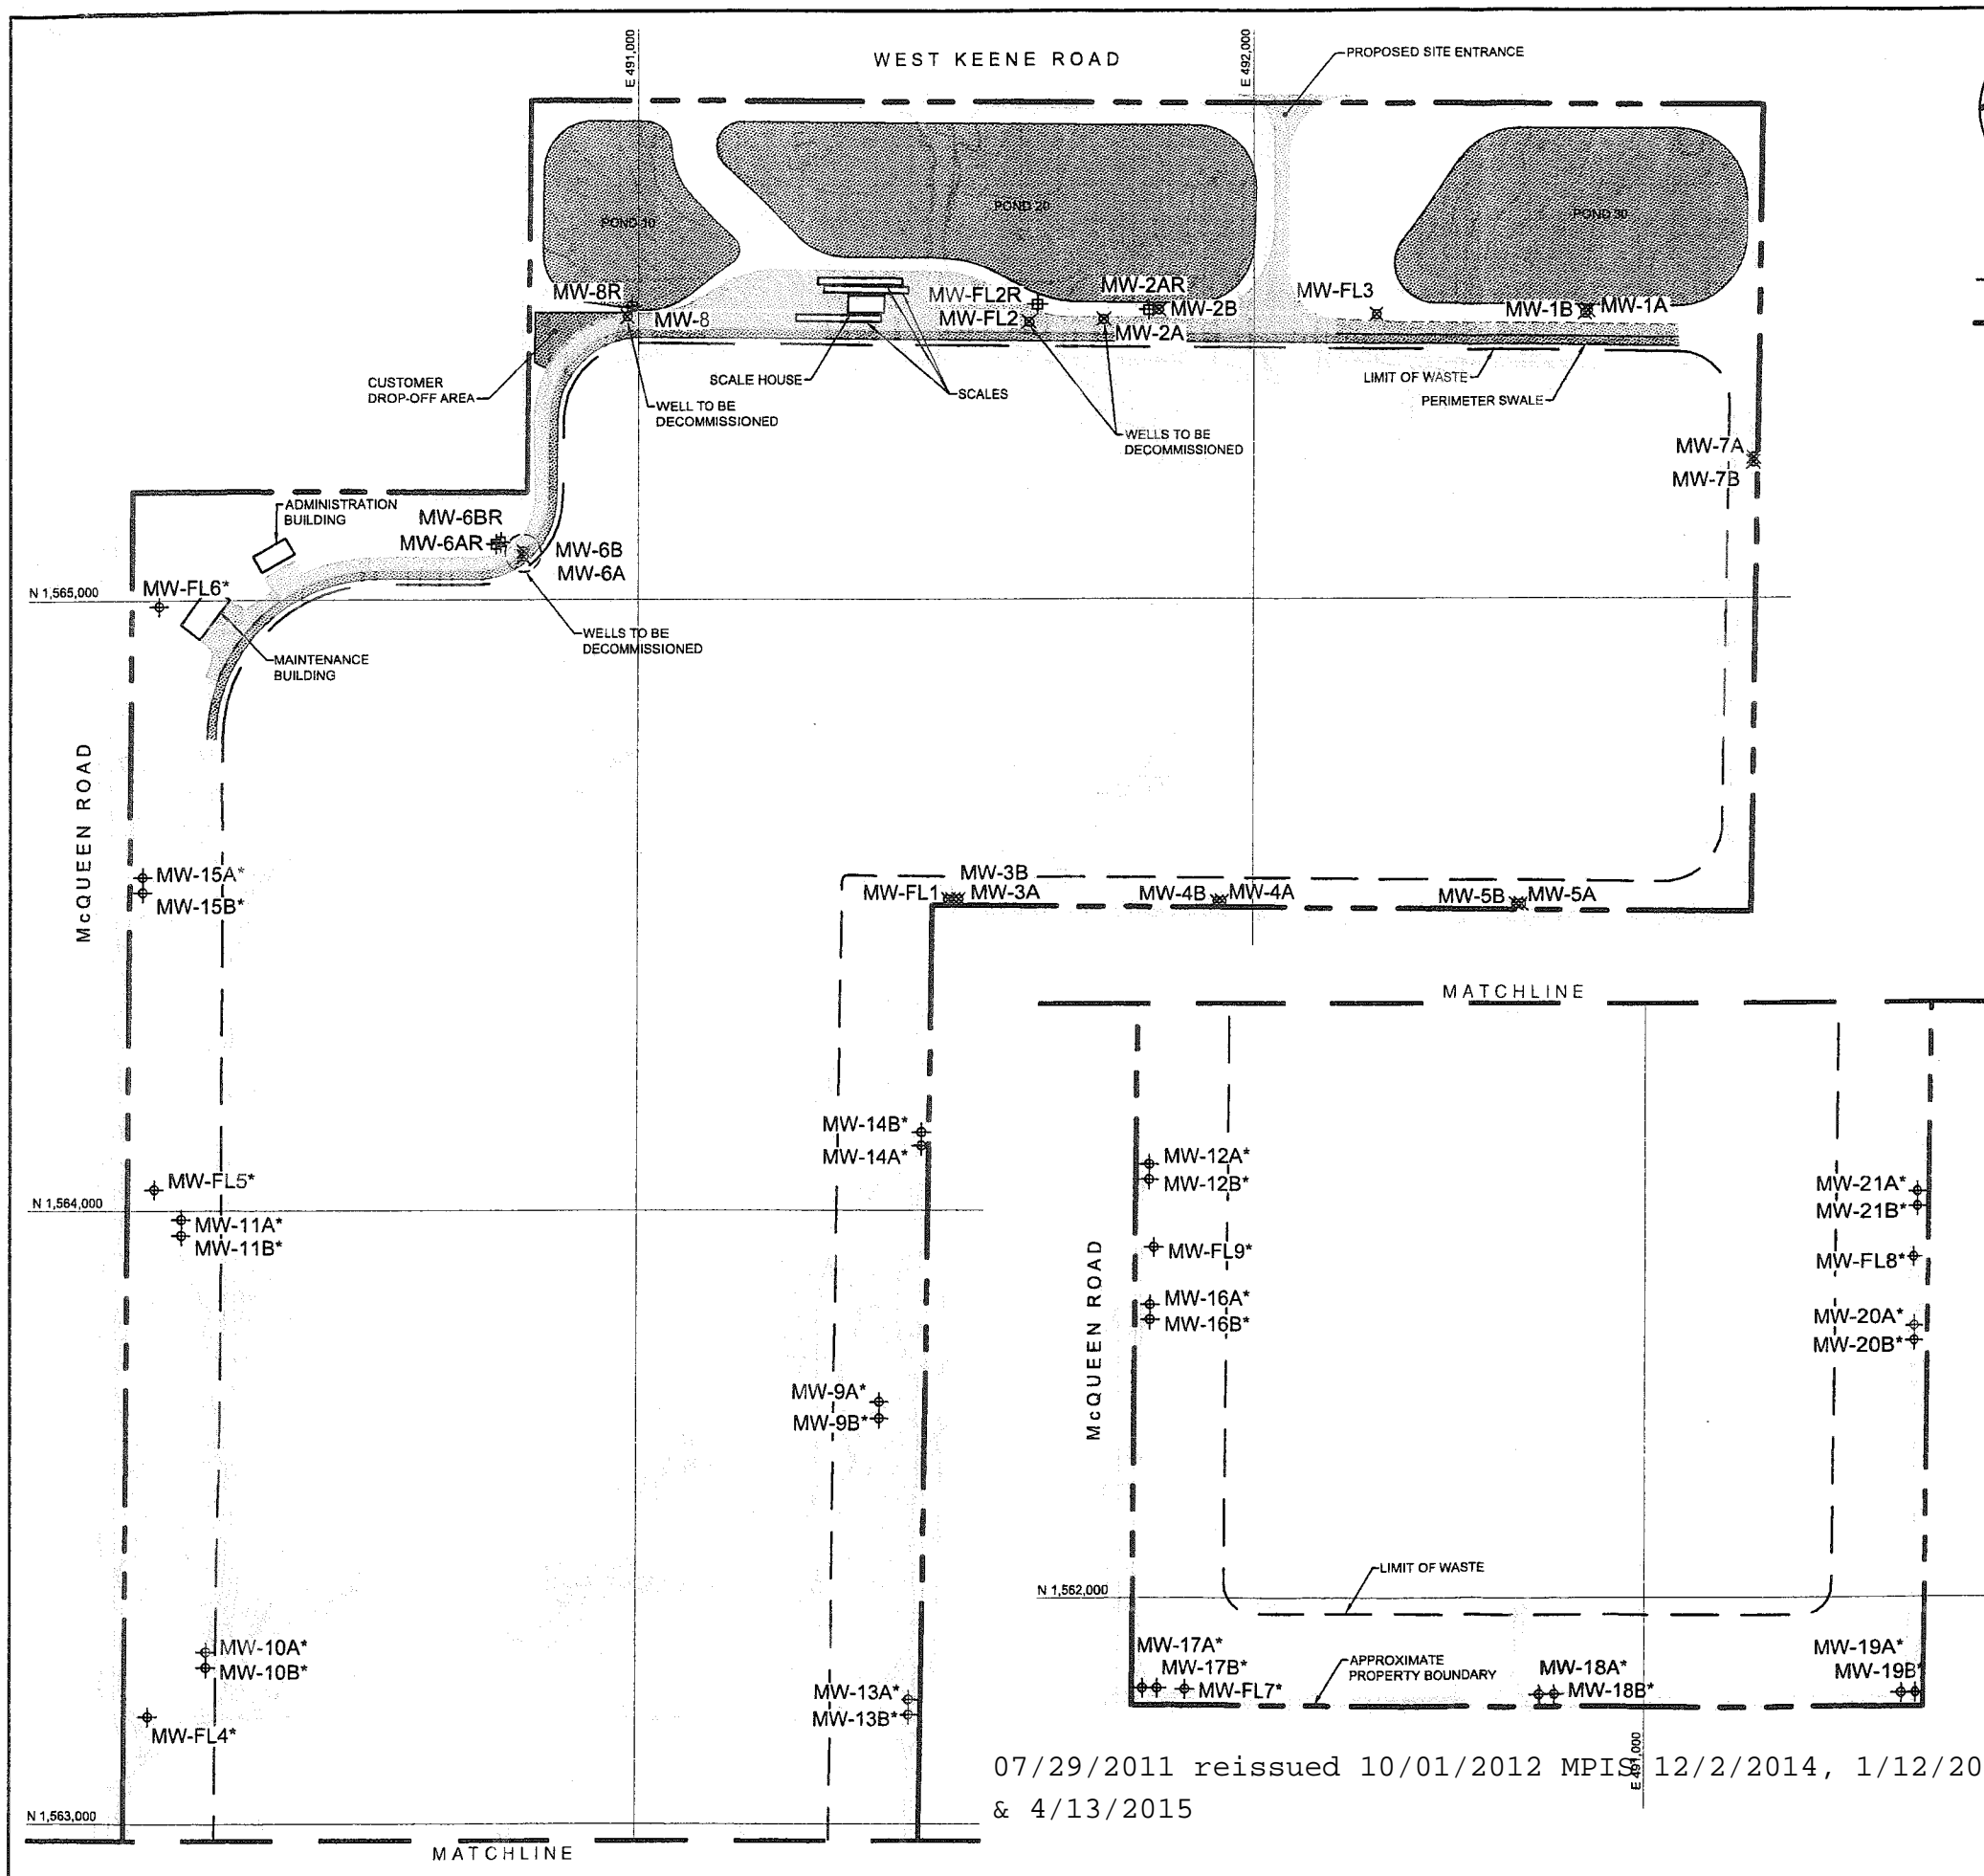 WEST KEENE ROAD
E 491,000
E 492,000
PROPOSED SITE ENTRANCE
POND 10
POND 20
POND 30
MW-8R
MW-8
MW-FL2R
MW-FL2
MW-2AR
MW-2B
MW-2A
MW-FL3
MW-1B
MW-1A
CUSTOMER
DROP-OFF AREA
WELL TO BE
DECOMMISSIONED
SCALE HOUSE
SCALES
WELLS TO BE
DECOMMISSIONED
LIMIT OF WASTE
PERIMETER SWALE
MW-7A
MW-7B
ADMINISTRATION
BUILDING
MW-6BR
MW-6AR
MW-6B
MW-6A
N 1,565,000
MW-FL6*
WELLS TO BE
DECOMMISSIONED
MAINTENANCE
BUILDING
McQUEEN ROAD
MW-15A*
MW-15B*
MW-3B
MW-FL1
MW-3A
MW-4B
MW-4A
MW-5B
MW-5A
MATCHLINE
MW-14B*
MW-14A*
MW-FL5*
N 1,564,000
MW-11A*
MW-11B*
MW-12A*
MW-12B*
MW-21A*
MW-21B*
MW-FL9*
MW-FL8*
McQUEEN ROAD
MW-16A*
MW-16B*
MW-20A*
MW-20B*
MW-9A*
MW-9B*
LIMIT OF WASTE
N 1,562,000
MW-10A*
MW-10B*
MW-FL4*
MW-13A*
MW-13B*
MW-17A*
MW-17B*
MW-FL7*
APPROXIMATE
PROPERTY BOUNDARY
MW-18A*
MW-18B*
MW-19A*
MW-19B*
E 491,000
07/29/2011 reissued 10/01/2012 MPIS 12/2/2014, 1/12/20
& 4/13/2015
N 1,563,000
MATCHLINE